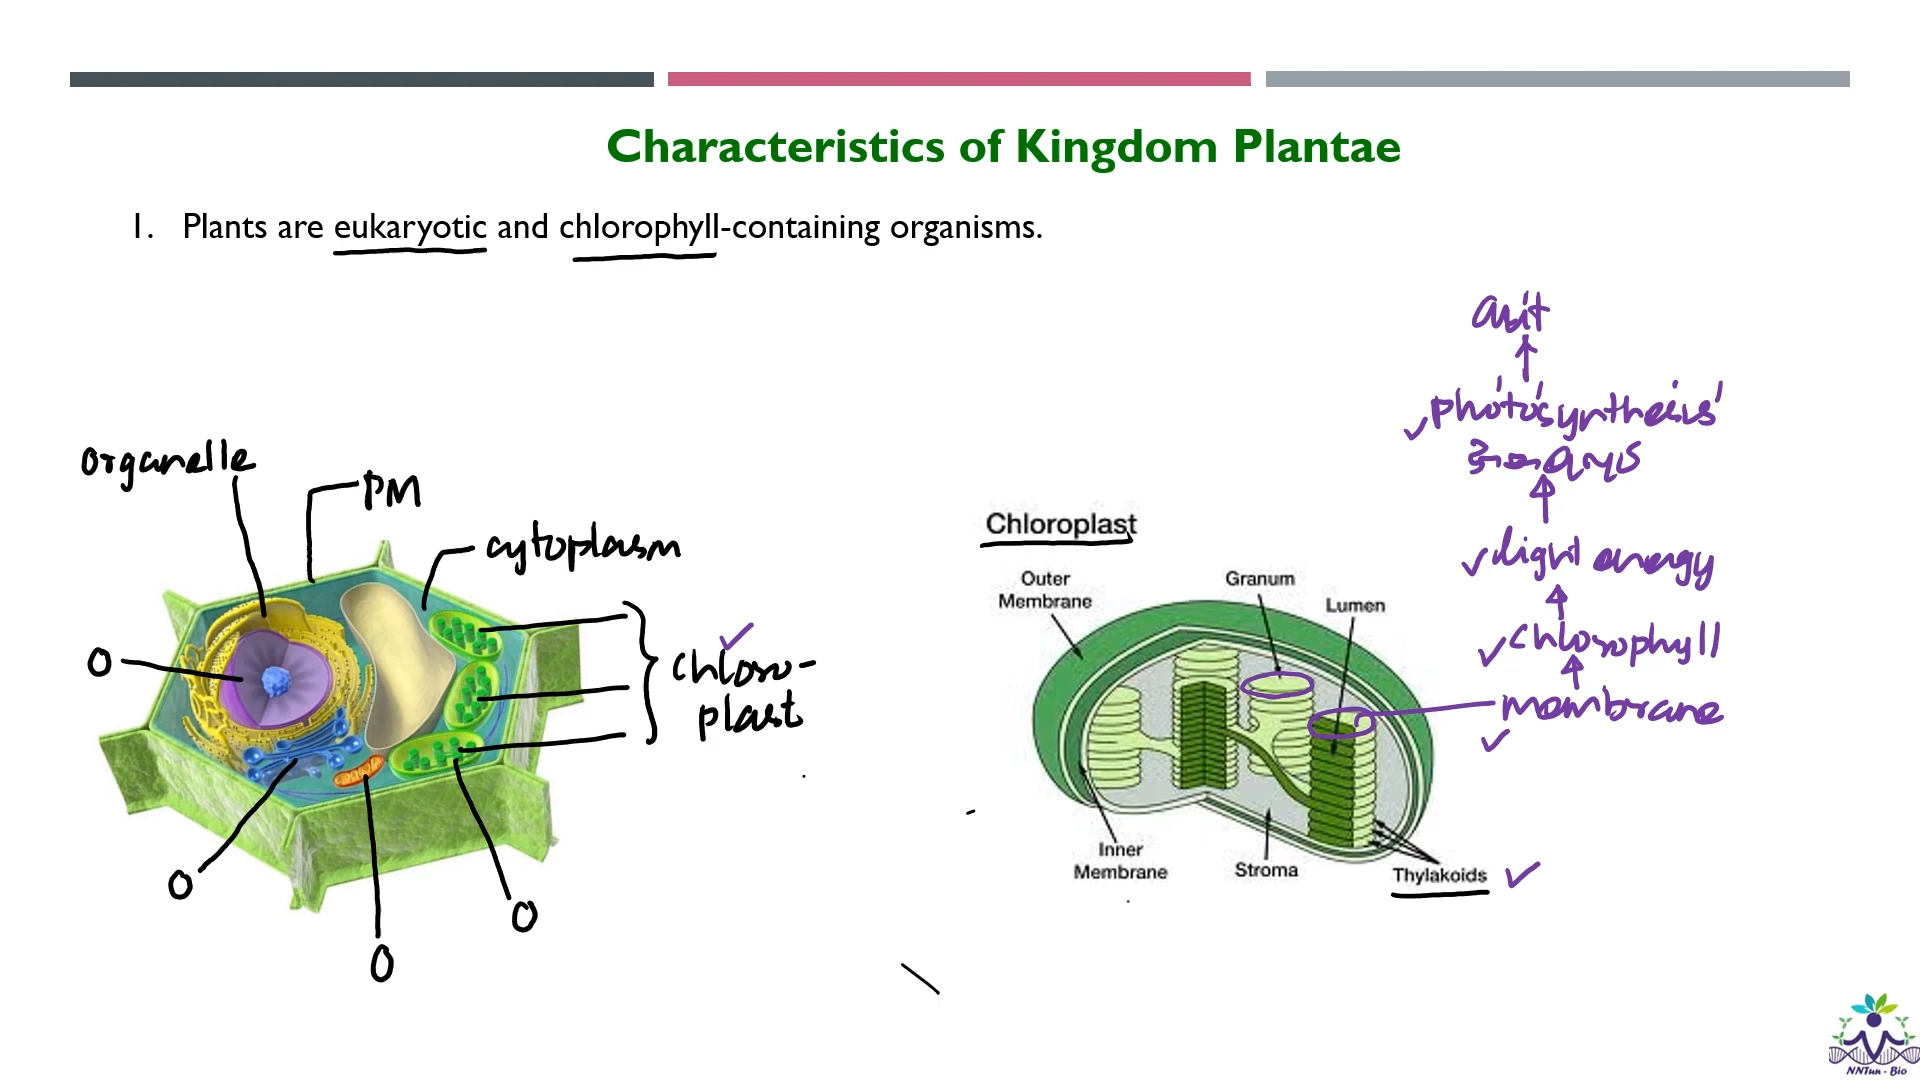 Characteristics of Kingdom Plantae
1. Plants are eukaryotic and chlorophyll-containing organisms.
organelle
PM
cytoplasm
O
chloro-
plast
O
O
O
Chloroplast
Outer
Membrane
Granum
Lumen
Inner
Membrane
Stroma
Thylakoids
photosynthesis
light energy
chlorophyll
membrane
NNTun - Bio